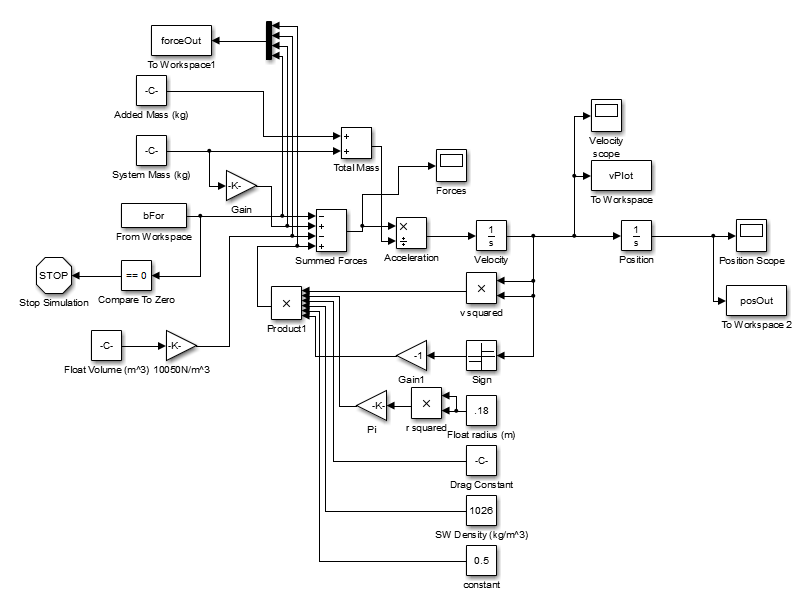 forceOut
To Workspace1
-C-
Added Mass (kg)
-C-
System Mass (kg)
-K-
Gain
bFor
From Workspace
STOP
Stop Simulation
== 0
Compare To Zero
-C-
Float Volume (m^3)
-K-
10050N/m^3
+
+
Total Mass
−
+
−
+
Summed Forces
Forces
×
÷
Acceleration
1
s
Velocity
Velocity
scope
vPlot
To Workspace
1
s
Position
Position Scope
posOut
To Workspace 2
×
Product1
×
v squared
-1
Gain1
Sign
-K-
Pi
×
r squared
.18
Float radius (m)
-C-
Drag Constant
1026
SW Density (kg/m^3)
0.5
constant